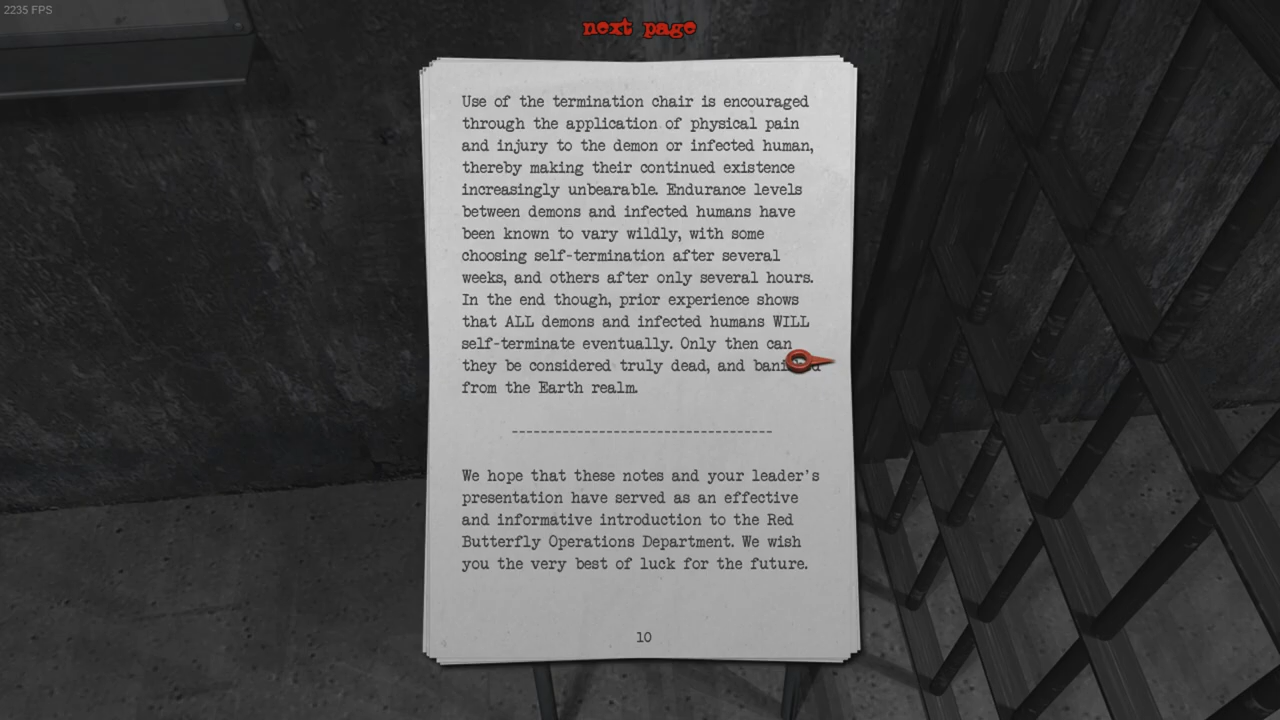 2235 FPS
next page
Use of the termination chair is encouraged
through the application of physical pain
and injury to the demon or infected human,
thereby making their continued existence
increasingly unbearable. Endurance levels
between demons and infected humans have
been known to vary wildly, with some
choosing self-termination after several
weeks, and others after only several hours.
In the end though, prior experience shows
that ALL demons and infected humans WILL
self-terminate eventually. Only then can
they be considered truly dead, and
from the Earth realm.
-----------------------------------
We hope that these notes and your leader's
presentation have served as an effective
and informative introduction to the Red
Butterfly Operations Department. We wish
you the very best of luck for the future.
10